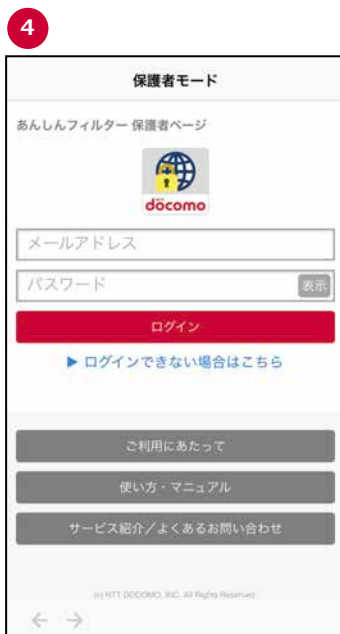 4
保護者モード
あんしんフィルター 保護者ページ
NTT
döcomo
メールアドレス
パスワード
表示
ログイン
▶ ログインできない場合はこちら
ご利用にあたって
使い方・マニュアル
サービス紹介／よくあるお問い合わせ
(c) NTT DOCOMO, INC. All Rights Reserved.
← →